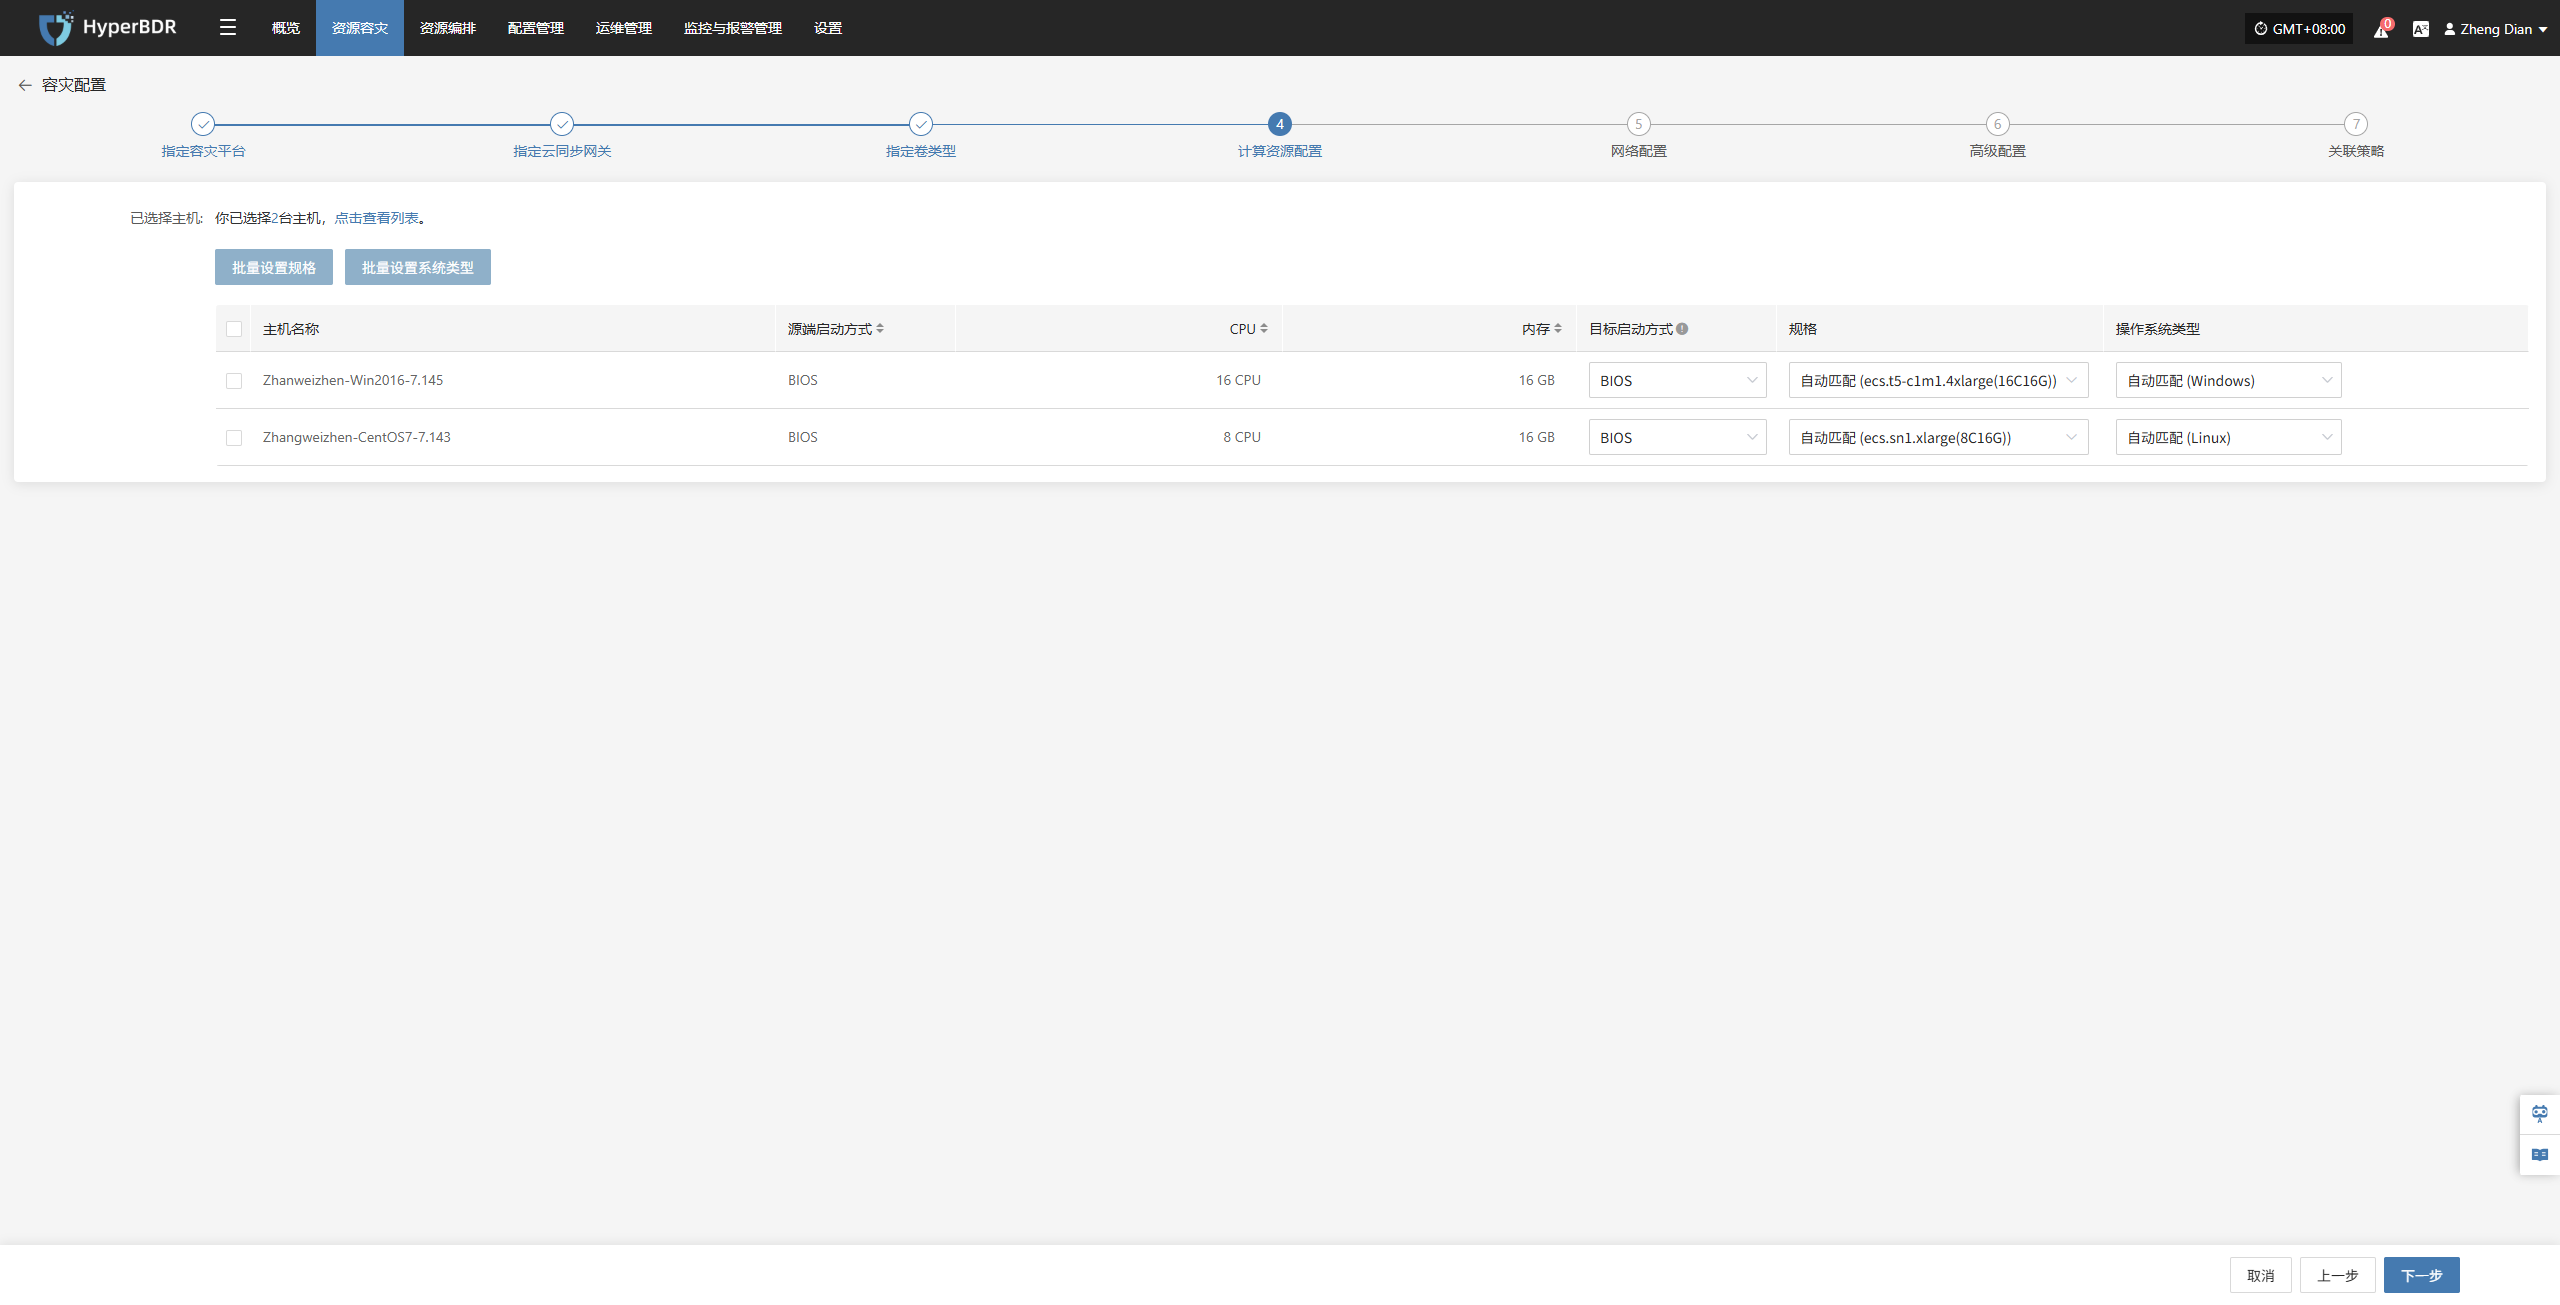 HyperBDR 概览 资源容灾 资源编排 配置管理 运维管理 监控与报警管理 设置 GMT+08:00 0 Zheng Dian
容灾配置
4 5 6 7
指定容灾平台 指定云同步网关 指定卷类型 计算资源配置 网络配置 高级配置 关联策略
已选择主机: 你已选择2台主机，点击查看列表。
批量设置规格 批量设置系统类型
主机名称 源端启动方式 CPU 内存 目标启动方式 规格 操作系统类型
Zhanweizhen-Win2016-7.145 BIOS 16 CPU 16 GB BIOS 自动匹配 (ecs.t5-c1m1.4xlarge(16C16G)) 自动匹配 (Windows)
Zhangweizhen-CentOS7-7.143 BIOS 8 CPU 16 GB BIOS 自动匹配 (ecs.sn1.xlarge(8C16G)) 自动匹配 (Linux)
取消 上一步 下一步